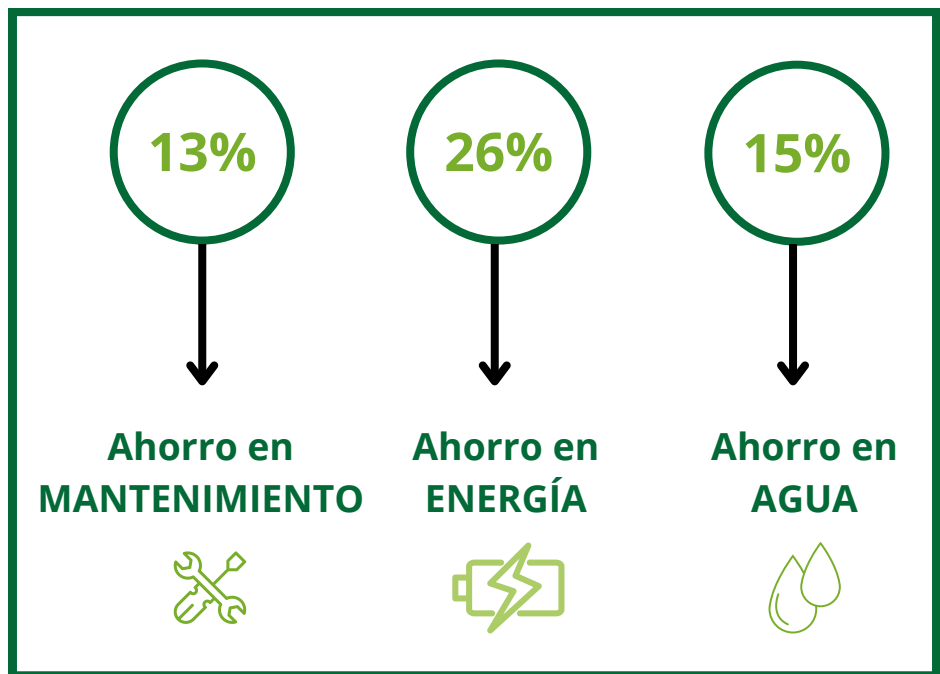 13%
26%
15%
Ahorro en
MANTENIMIENTO
Ahorro en
ENERGÍA
Ahorro en
AGUA